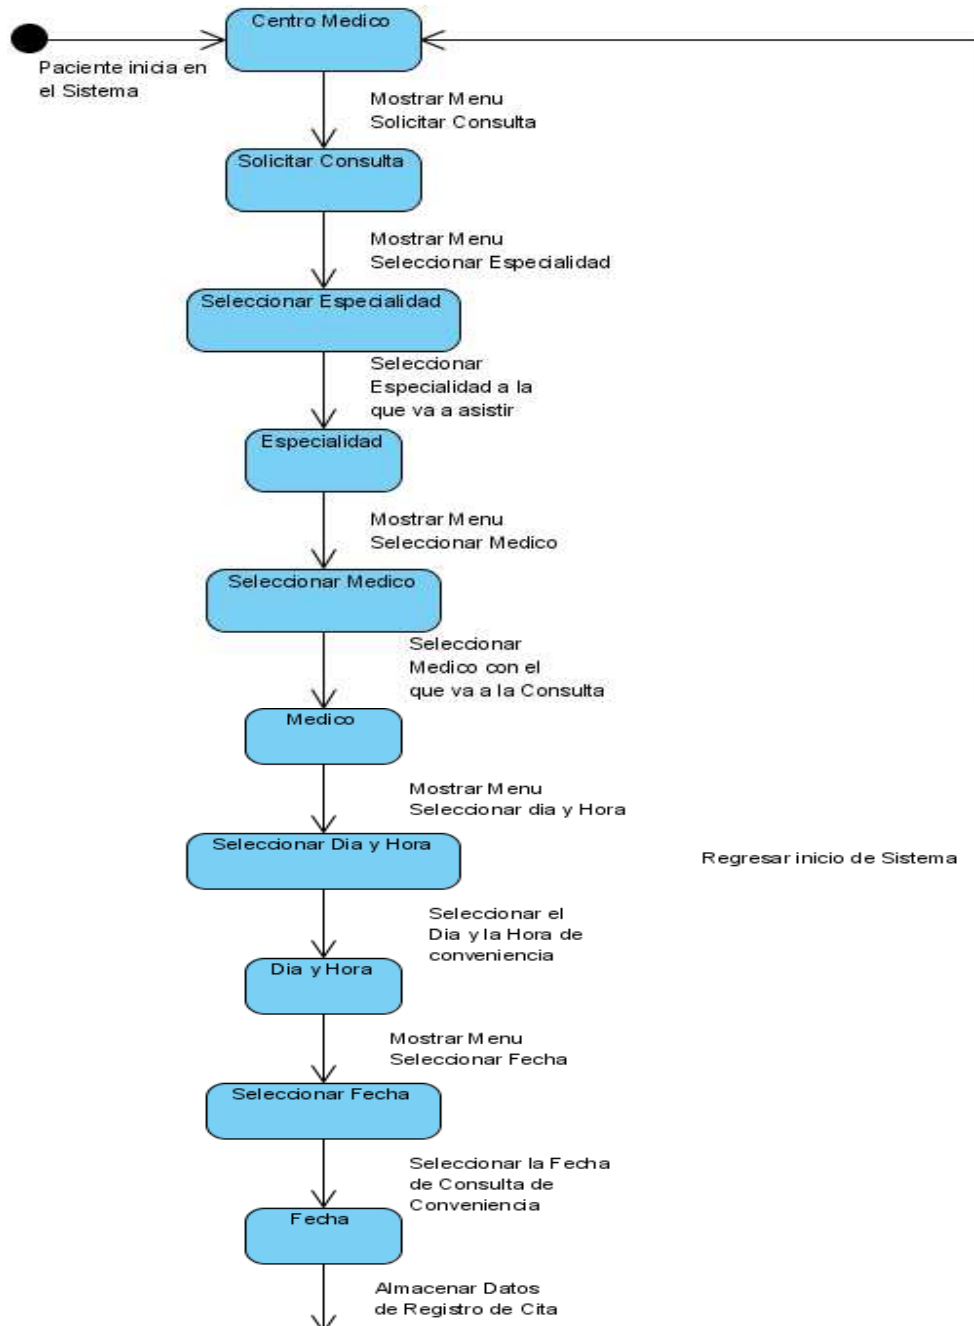 Centro Medico
Paciente inicia en
el Sistema
Mostrar Menu
Solicitar Consulta
Solicitar Consulta
Mostrar Menu
Seleccionar Especialidad
Seleccionar Especialidad
Seleccionar
Especialidad a la
que va a asistir
Especialidad
Mostrar Menu
Seleccionar Medico
Seleccionar Medico
Seleccionar
Medico con el
que va a la Consulta
Medico
Mostrar Menu
Seleccionar dia y Hora
Seleccionar Dia y Hora
Regresar inicio de Sistema
Seleccionar el
Dia y la Hora de
conveniencia
Dia y Hora
Mostrar Menu
Seleccionar Fecha
Seleccionar Fecha
Seleccionar la Fecha
de Consulta de
Conveniencia
Fecha
Almacenar Datos
de Registro de Cita